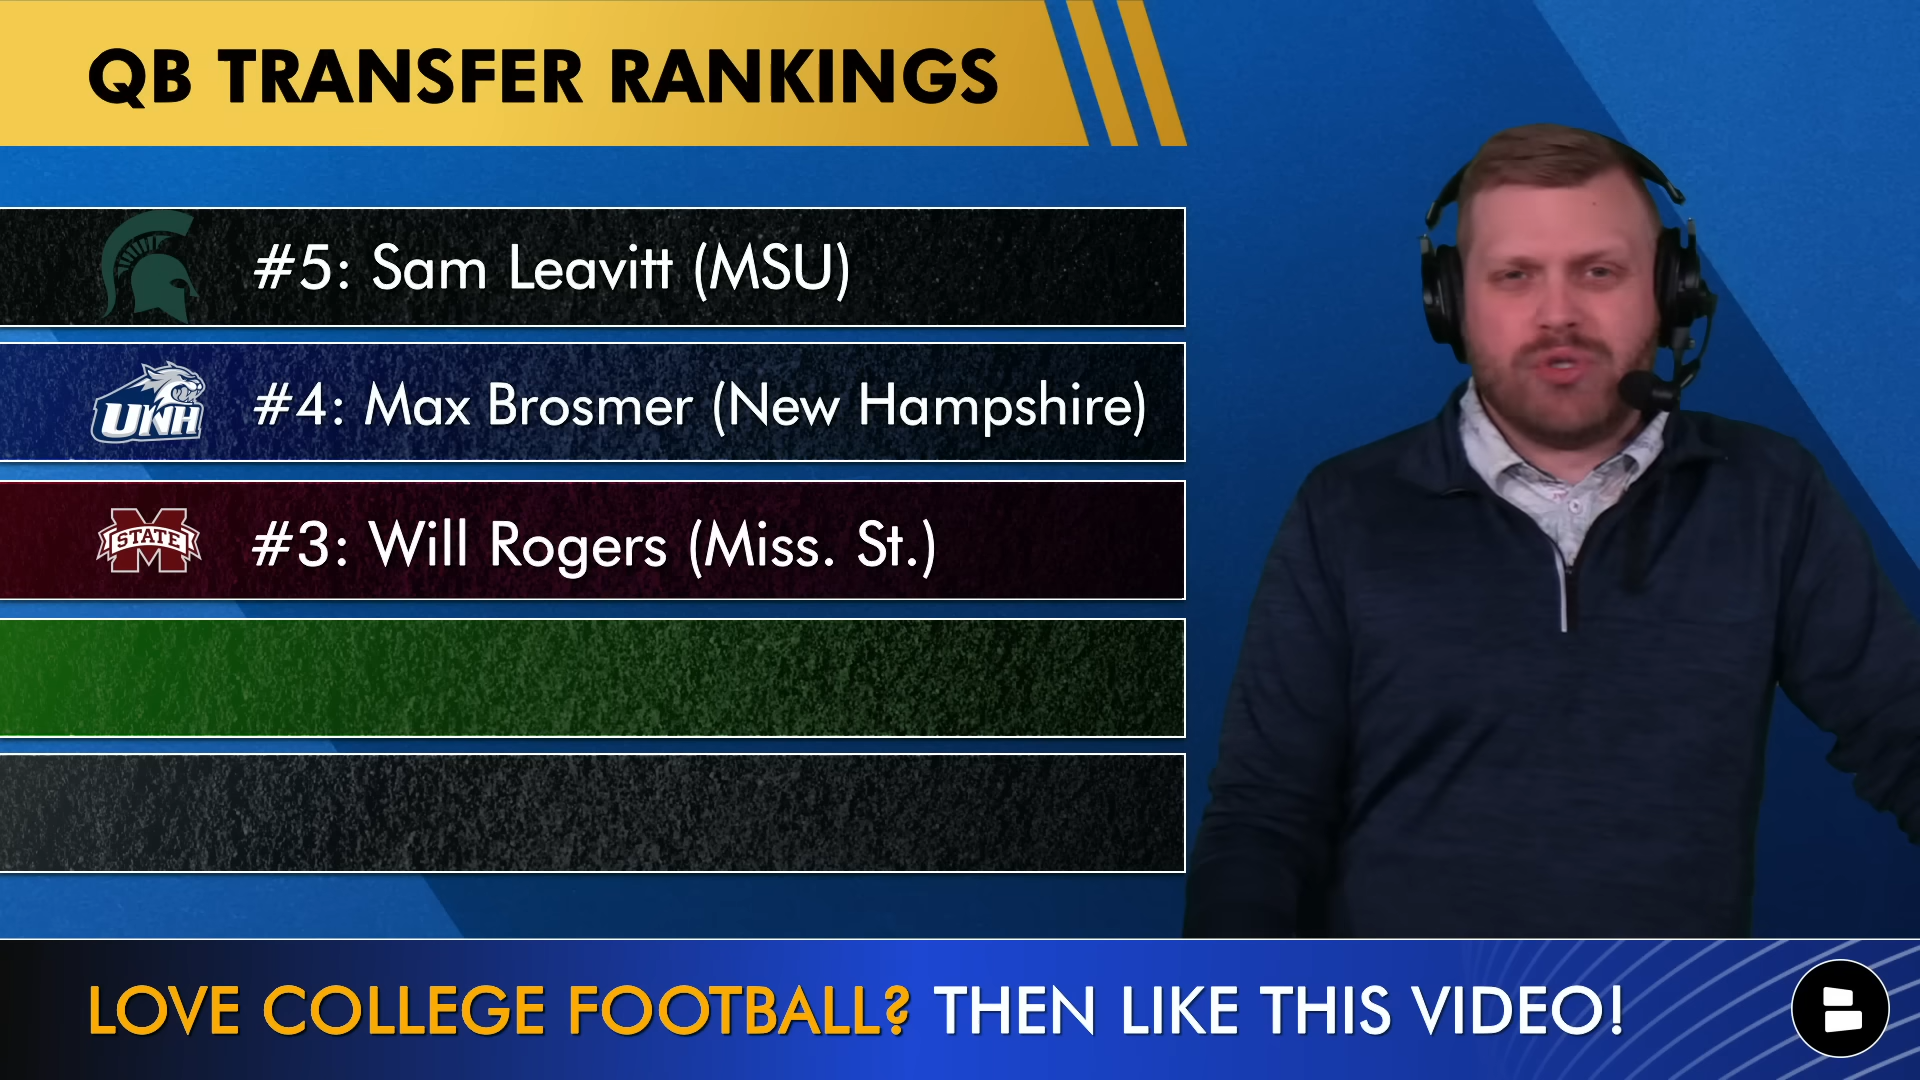 QB TRANSFER RANKINGS
#5: Sam Leavitt (MSU)
UNH
#4: Max Brosmer (New Hampshire)
STATE
#3: Will Rogers (Miss. St.)
LOVE COLLEGE FOOTBALL? THEN LIKE THIS VIDEO!